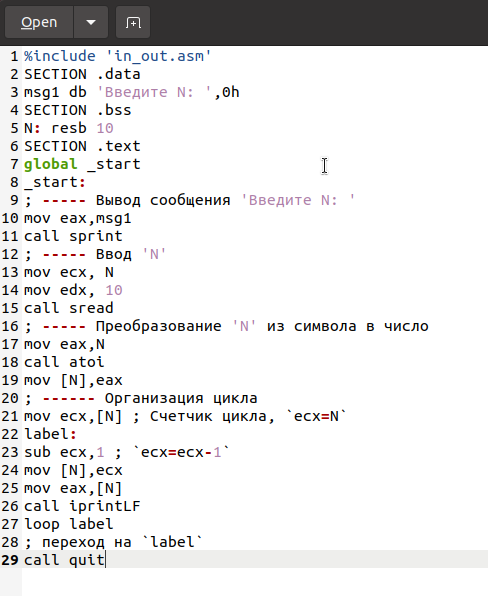 Open
1 %include 'in_out.asm'
2 SECTION .data
3 msg1 db 'Введите N: ',0h
4 SECTION .bss
5 N: resb 10
6 SECTION .text
7 global _start
8 _start:
9 ; ----- Вывод сообщения 'Введите N: '
10 mov eax,msg1
11 call sprint
12 ; ----- Ввод 'N'
13 mov ecx, N
14 mov edx, 10
15 call sread
16 ; ----- Преобразование 'N' из символа в число
17 mov eax,N
18 call atoi
19 mov [N],eax
20 ; ------ Организация цикла
21 mov ecx,[N] ; Счетчик цикла, `ecx=N`
22 label:
23 sub ecx,1 ; `ecx=ecx-1`
24 mov [N],ecx
25 mov eax,[N]
26 call iprintLF
27 loop label
28 ; переход на `label`
29 call quit